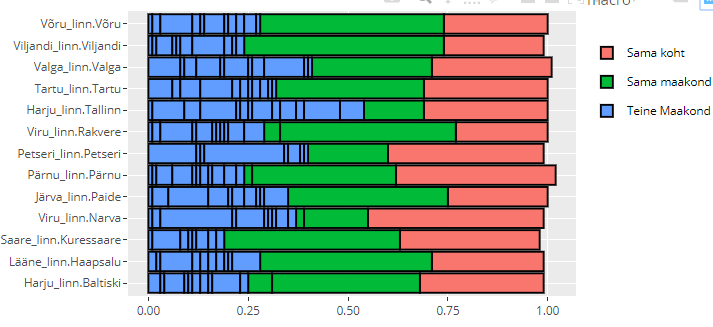 macro
Võru_linn.Võru
Viljandi_linn.Viljandi
Valga_linn.Valga
Tartu_linn.Tartu
Harju_linn.Tallinn
Viru_linn.Rakvere
Petseri_linn.Petseri
Pärnu_linn.Pärnu
Järva_linn.Paide
Viru_linn.Narva
Saare_linn.Kuressaare
Lääne_linn.Haapsalu
Harju_linn.Baltiski
0.00 0.25 0.50 0.75 1.00
Sama koht
Sama maakond
Teine Maakond